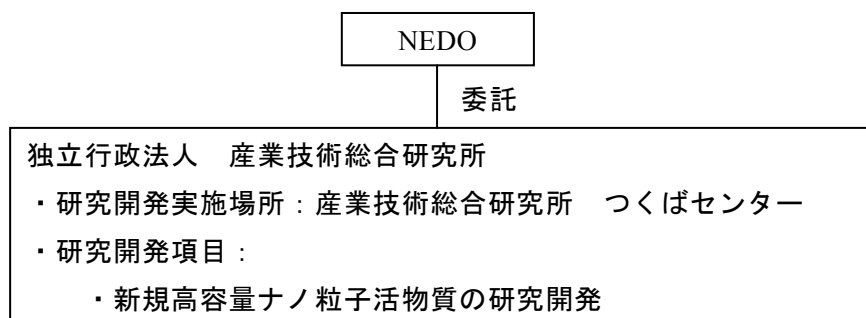 NEDO
委託
独立行政法人　産業技術総合研究所
・研究開発実施場所：産業技術総合研究所　つくばセンター
・研究開発項目：
・新規高容量ナノ粒子活物質の研究開発